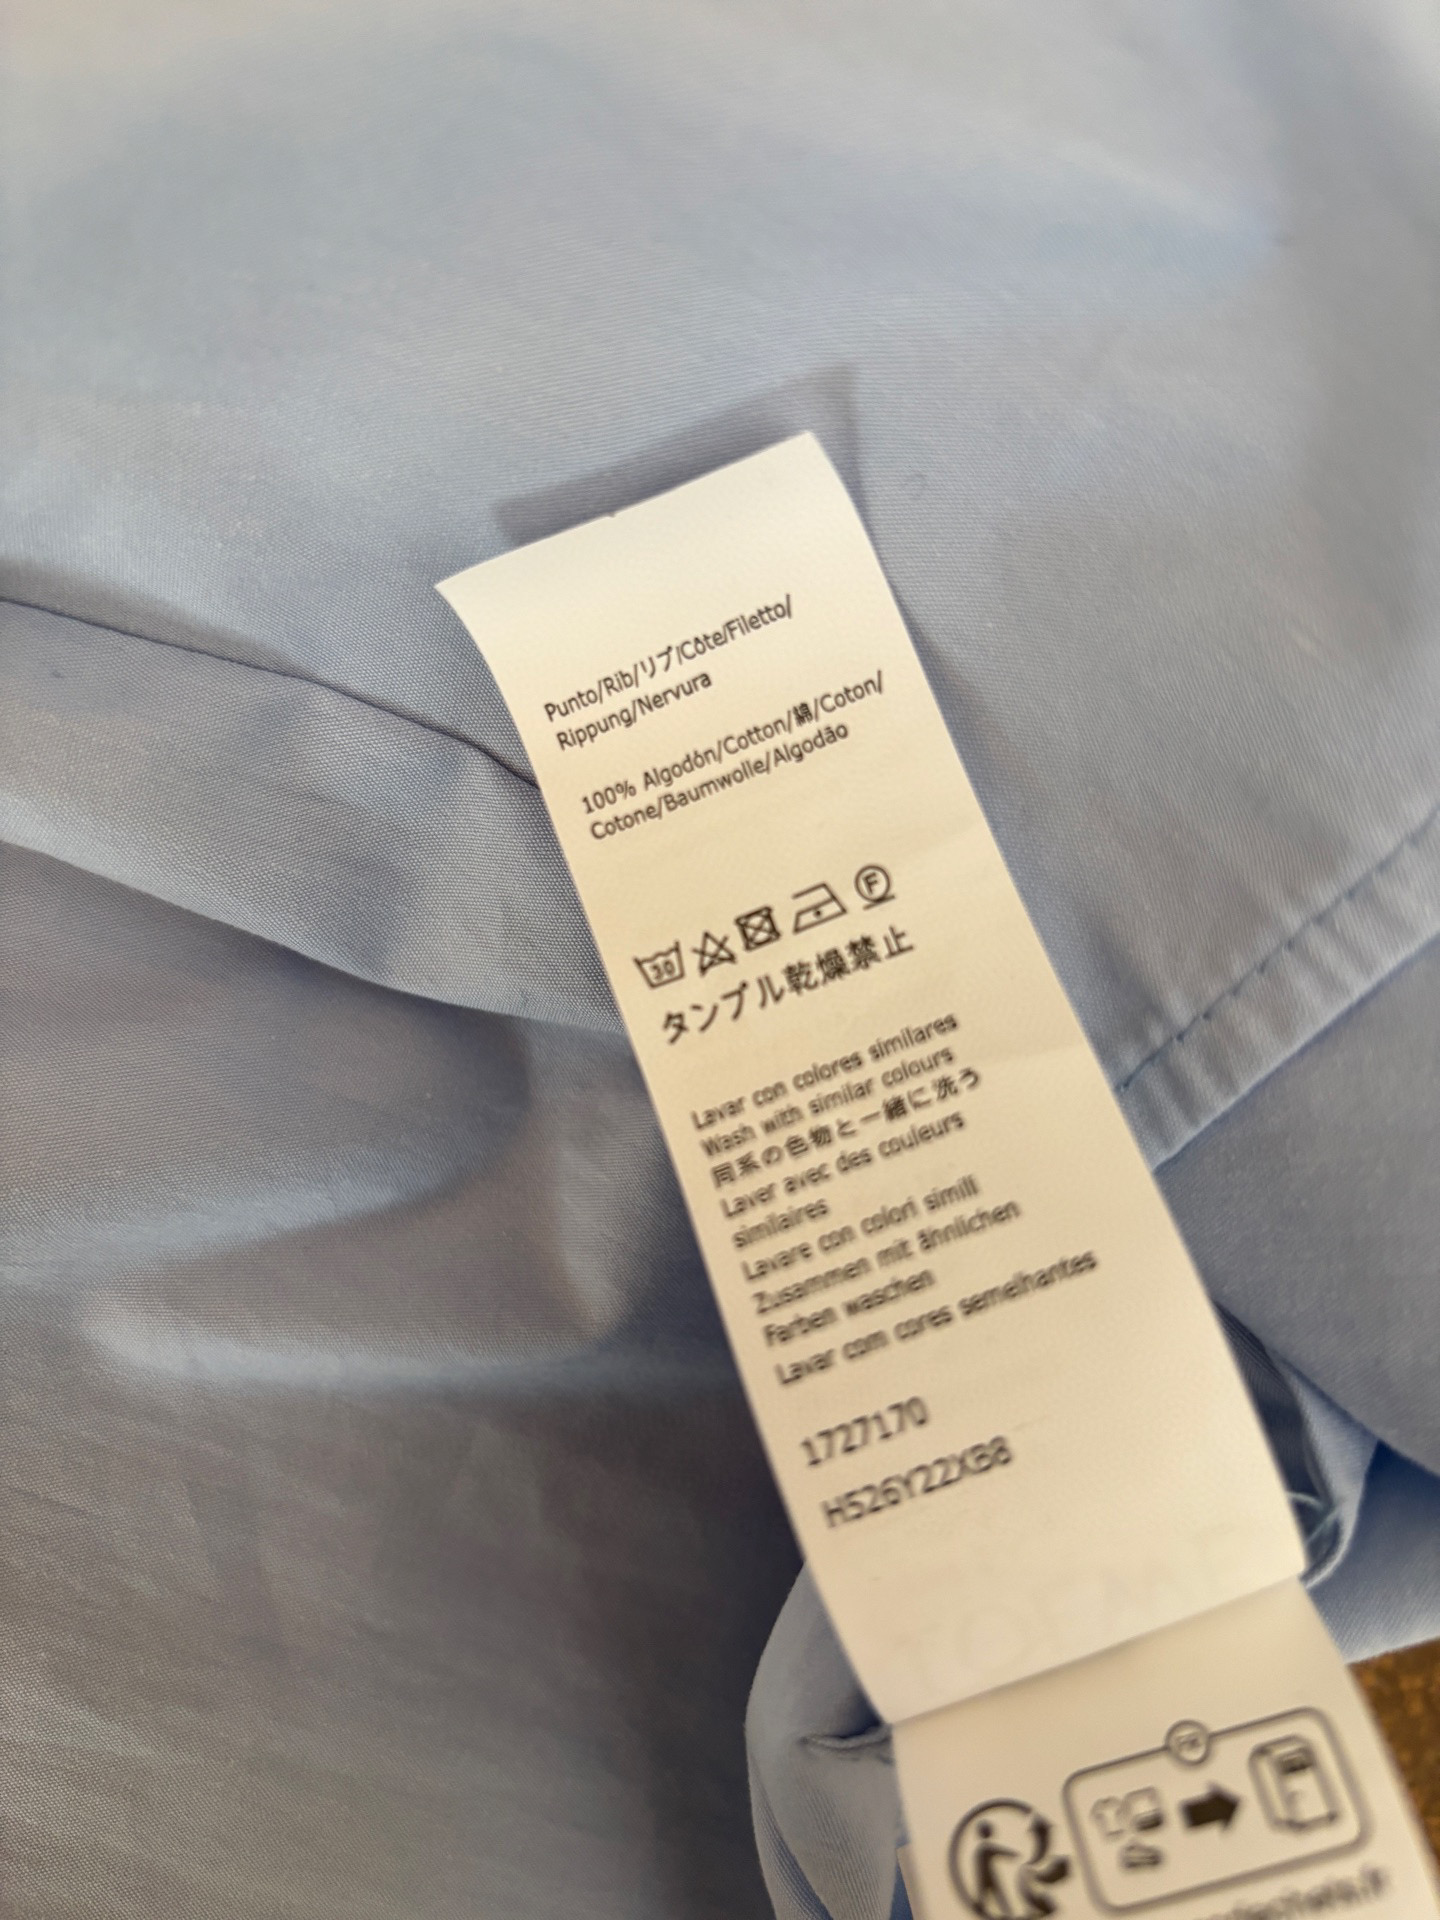 Punto/Rib/リブ/Côte/Filetto/
Rippung/Nervura
100% Algodón/Cotton/綿/Coton/
Cotone/Baumwolle/Algodão
30
F
タンブル乾燥禁止
Lavar con colores similares
Wash with similar colours
同系の色物と一緒に洗う
Laver avec des couleurs
similaires
Lavare con colori simili
Zusammen mit ähnlichen
Farben waschen
Lavar com cores semelhantes
1727170
H526Y22XB8
FR